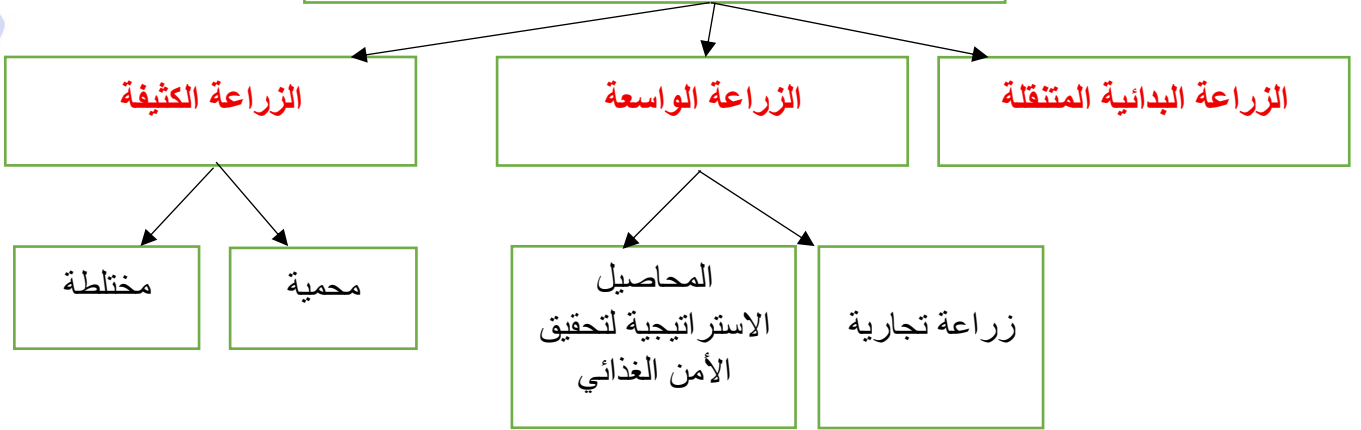 الزراعة البدائية المتنقلة
الزراعة الواسعة
الزراعة الكثيفة
زراعة تجارية
المحاصيل
الاستراتيجية لتحقيق
الأمن الغذائي
محمية
مختلطة